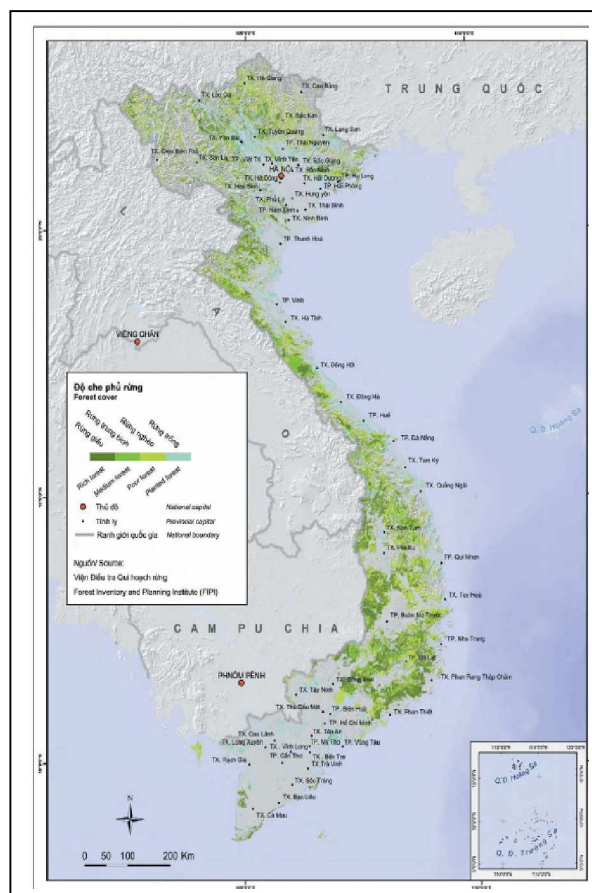 TRUNG QUỐC
TX. Hà Giang
TX. Cao Bằng
TX. Lào Cai
TX. Bắc Kạn
TX. Lạng Sơn
TX. Tuyên Quang
TX. Yên Bái
TP. Thái Nguyên
TX. Điện Biên Phủ
TX. Sơn La
TP. Việt Trì
TX. Vĩnh Yên
TX. Bắc Giang
HÀ NỘI
TX. Bắc Ninh
TP. Hạ Long
TX. Hà Đông
TX. Hải Dương
TP. Hải Phòng
TX. Hoà Bình
TX. Hưng yên
TX. Phủ Lý
TX. Thái Bình
TP. Nam Định
TX. Ninh Bình
TP. Thanh Hoá
TP. Vinh
TX. Hà Tĩnh
VIÊNG CHĂN
L
À
O
TX. Đồng Hới
TX. Đông Hà
TP. Huế
Q. Đ. Hoàng Sa
TP. Đà Nẵng
TX. Tam Kỳ
TX. Quảng Ngãi
Độ che phủ rừng
Forest cover
Rừng giầu
Rừng trung bình
Rừng nghèo
Rừng trồng
Rich forest
Medium forest
Poor forest
Planted forest
Thủ đô National capital
Tỉnh lỵ Provincial capital
Ranh giới quốc gia National boundary
Nguồn/ Source:
Viện Điều tra Qui hoạch rừng
Forest Inventory and Planning Institute (FIPI)
TX. Kon Tum
TX. Pleiku
TP. Qui Nhơn
TX. Tuy Hoà
TP. Buôn Ma Thuột
CAM PU CHIA
TP. Nha Trang
TP. Đà Lạt
PHNÔM PÊNH
TX. Đồng Xoài
TX. Phan Rang Tháp Chàm
TX. Tây Ninh
TX. Thủ Dầu Một
TP. Biên Hoà
TX. Phan Thiết
TP. Hồ Chí Minh
TX. Cao Lãnh
TX. Tân An
TX. Long Xuyên
TX. Vĩnh Long
TP. Mỹ Tho
TP. Vũng Tàu
TX. Rạch Giá
TP. Cần Thơ
TX. Bến Tre
TX. Trà Vinh
TX. Sóc Trăng
TX. Bạc Liêu
TX. Cà Mau
N
0 50 100 200 Km
Q. Đ. Hoàng Sa
Q. Đ. Trường Sa